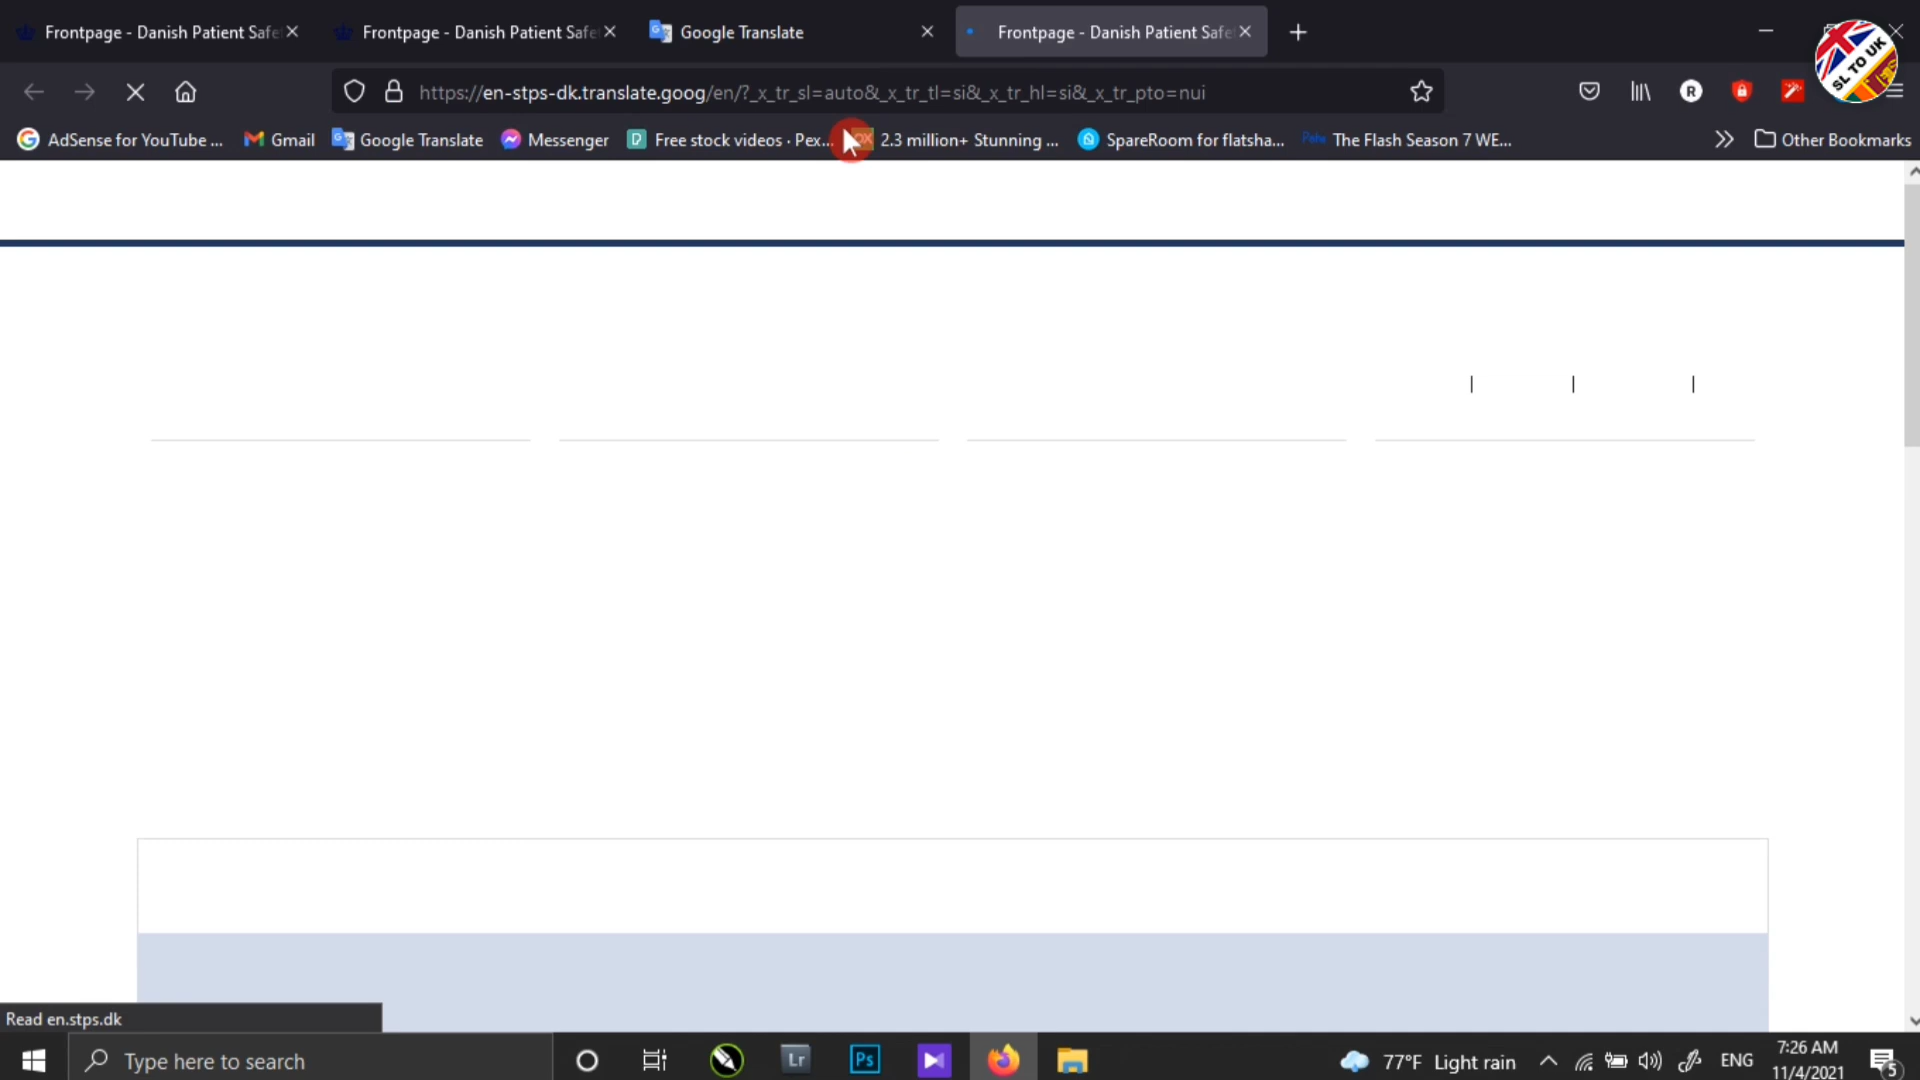 Frontpage - Danish Patient Safe
Frontpage - Danish Patient Safe
Google Translate
Frontpage - Danish Patient Safe
SL TO UK
https://en-stps-dk.translate.goog/en/?_x_tr_sl=auto&_x_tr_tl=si&_x_tr_hl=si&_x_tr_pto=nui
R
AdSense for YouTube ...
Gmail
Google Translate
Messenger
Free stock videos · Pex...
2.3 million+ Stunning ...
SpareRoom for flatsha...
The Flash Season 7 WE...
Other Bookmarks
Read en.stps.dk
Type here to search
Lr
Ps
77°F Light rain
ENG
7:26 AM
11/4/2021
5